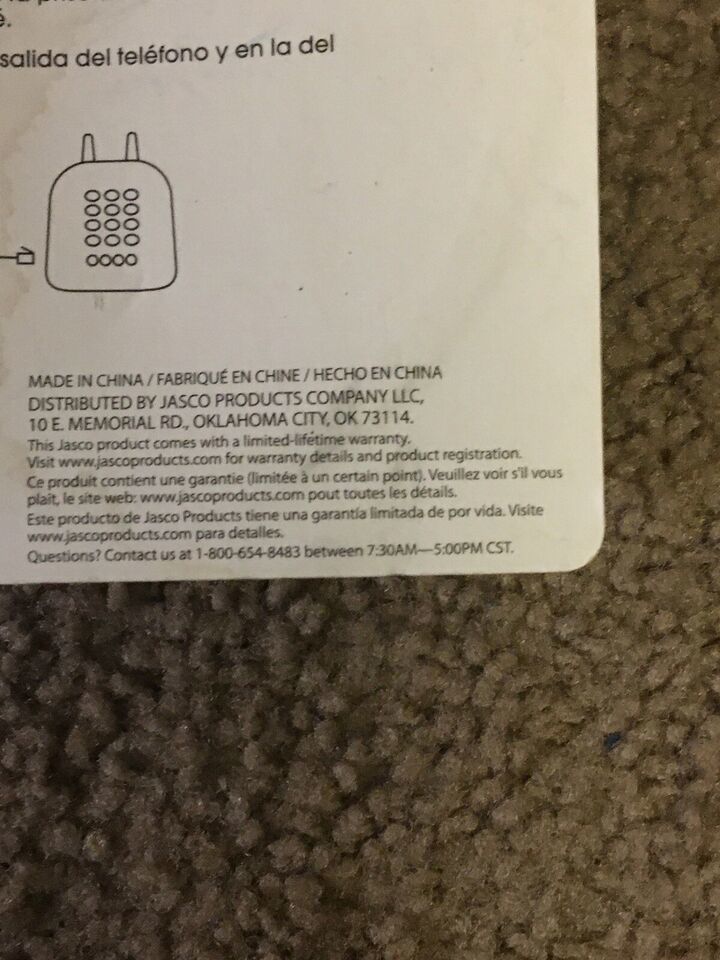 é.
salida del teléfono y en la del
MADE IN CHINA / FABRIQUÉ EN CHINE / HECHO EN CHINA
DISTRIBUTED BY JASCO PRODUCTS COMPANY LLC,
10 E. MEMORIAL RD., OKLAHOMA CITY, OK 73114.
This Jasco product comes with a limited-lifetime warranty.
Visit www.jascoproducts.com for warranty details and product registration.
Ce produit contient une garantie (limitée à un certain point). Veuillez voir s'il vous
plait, le site web: www.jascoproducts.com pout toutes les détails.
Este producto de Jasco Products tiene una garantía limitada de por vida. Visite
www.jascoproducts.com para detalles.
Questions? Contact us at 1-800-654-8483 between 7:30AM—5:00PM CST.